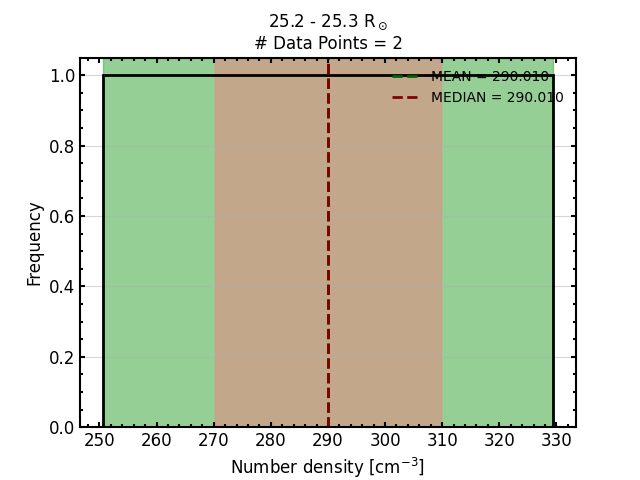 25.2 - 25.3 R⊙
# Data Points = 2
MEAN = 290.010
MEDIAN = 290.010
1.0
0.8
0.6
0.4
0.2
0.0
Frequency
250 260 270 280 290 300 310 320 330
Number density [cm⁻³]